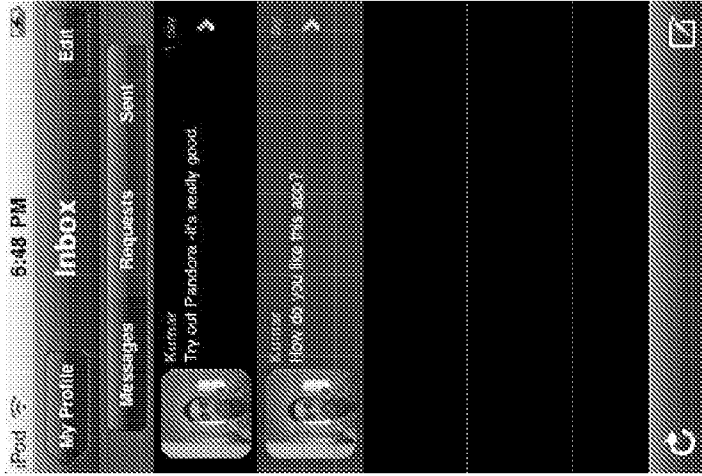 iPod 6:48 PM
My Profile Inbox Edit
Messages Requests Sent
Kumar
Try out Pandora -it's really good.
Kumar
How do you like this app?